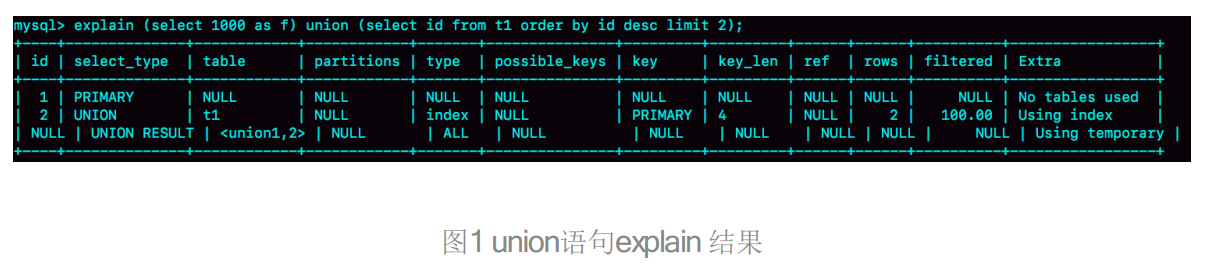 mysql> explain (select 1000 as f) union (select id from t1 order by id desc limit 2);
+----+--------------+------------+------------+-------+---------------+---------+---------+------+------+----------+-----------------+
| id | select_type | table | partitions | type | possible_keys | key | key_len | ref | rows | filtered | Extra |
+----+--------------+------------+------------+-------+---------------+---------+---------+------+------+----------+-----------------+
| 1 | PRIMARY | NULL | NULL | NULL | NULL | NULL | NULL | NULL | NULL | NULL | No tables used |
| 2 | UNION | t1 | NULL | index | NULL | PRIMARY | 4 | NULL | 2 | 100.00 | Using index |
| NULL | UNION RESULT | <union1,2> | NULL | ALL | NULL | NULL | NULL | NULL | NULL | NULL | Using temporary |
+----+--------------+------------+------------+-------+---------------+---------+---------+------+------+----------+-----------------+
图1 union语句explain 结果